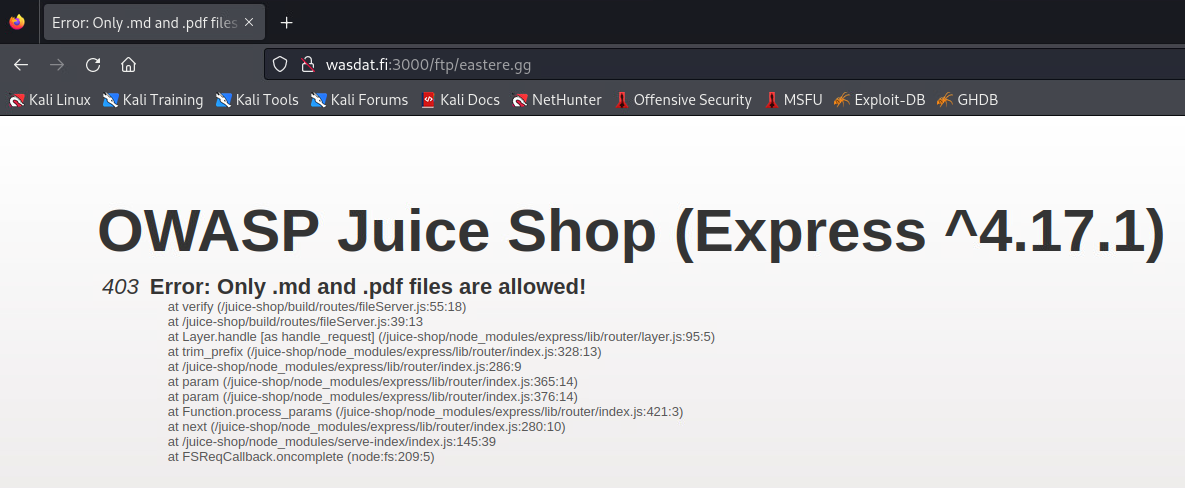 Error: Only .md and .pdf files
wasdat.fi:3000/ftp/eastere.gg
Kali Linux Kali Training Kali Tools Kali Forums Kali Docs NetHunter Offensive Security MSFU Exploit-DB GHDB
OWASP Juice Shop (Express ^4.17.1)
403 Error: Only .md and .pdf files are allowed!
at verify (/juice-shop/build/routes/fileServer.js:55:18)
at /juice-shop/build/routes/fileServer.js:39:13
at Layer.handle [as handle_request] (/juice-shop/node_modules/express/lib/router/layer.js:95:5)
at trim_prefix (/juice-shop/node_modules/express/lib/router/index.js:328:13)
at /juice-shop/node_modules/express/lib/router/index.js:286:9
at param (/juice-shop/node_modules/express/lib/router/index.js:365:14)
at param (/juice-shop/node_modules/express/lib/router/index.js:376:14)
at Function.process_params (/juice-shop/node_modules/express/lib/router/index.js:421:3)
at next (/juice-shop/node_modules/express/lib/router/index.js:280:10)
at /juice-shop/node_modules/serve-index/index.js:145:39
at FSReqCallback.oncomplete (node:fs:209:5)